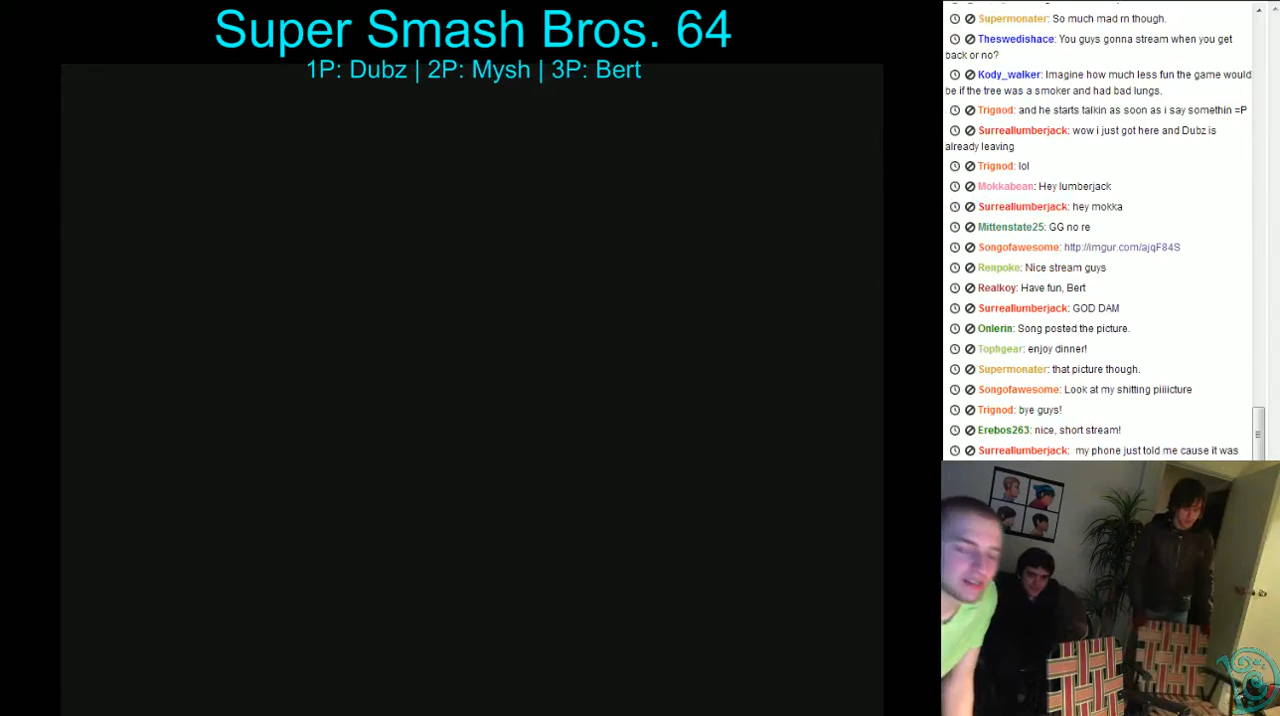 Super Smash Bros. 64
1P: Dubz | 2P: Mysh | 3P: Bert
Supermonater: So much mad rn though.
Theswedishace: You guys gonna stream when you get
back or no?
Kody_walker: Imagine how much less fun the game would
be if the tree was a smoker and had bad lungs.
Trignod: and he starts talkin as soon as i say somethin =P
Surreallumberjack: wow i just got here and Dubz is
already leaving
Trignod: lol
Mokkabean: Hey lumberjack
Surreallumberjack: hey mokka
Mittenstate25: GG no re
Songofawesome: http://imgur.com/ajqF84S
Renpoke: Nice stream guys
Realkoy: Have fun, Bert
Surreallumberjack: GOD DAM
Onlerin: Song posted the picture.
Tophgear: enjoy dinner!
Supermonater: that picture though.
Songofawesome: Look at my shitting piiiicture
Trignod: bye guys!
Erebos263: nice, short stream!
Surreallumberjack: my phone just told me cause it was